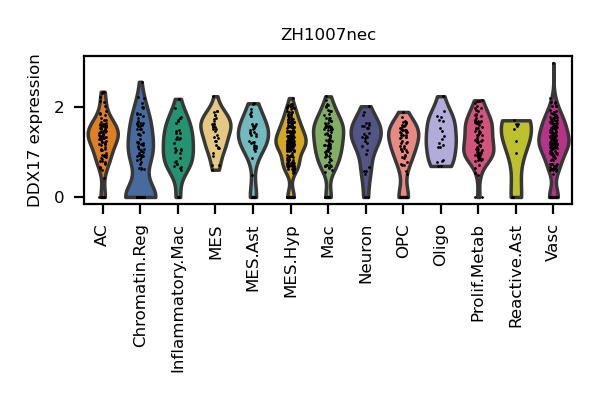 ZH1007nec
DDX17 expression
2
0
AC
Chromatin.Reg
Inflammatory.Mac
MES
MES.Ast
MES.Hyp
Mac
Neuron
OPC
Oligo
Prolif.Metab
Reactive.Ast
Vasc